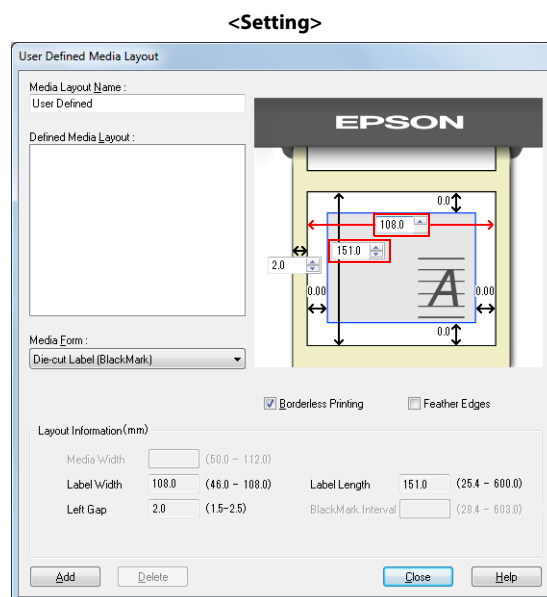 <Setting>
User Defined Media Layout
Media Layout Name :
User Defined
Defined Media Layout :
EPSON
0.0
108.0
151.0
2.0
0.00
A
0.00
0.0
Media Form :
Die-cut Label (BlackMark)
Borderless Printing
Feather Edges
Layout Information(mm)
Media Width (50.0 - 112.0)
Label Width 108.0 (46.0 - 108.0) Label Length 151.0 (25.4 - 600.0)
Left Gap 2.0 (1.5-2.5) BlackMark Interval (28.4 - 603.0)
Add Delete Close Help